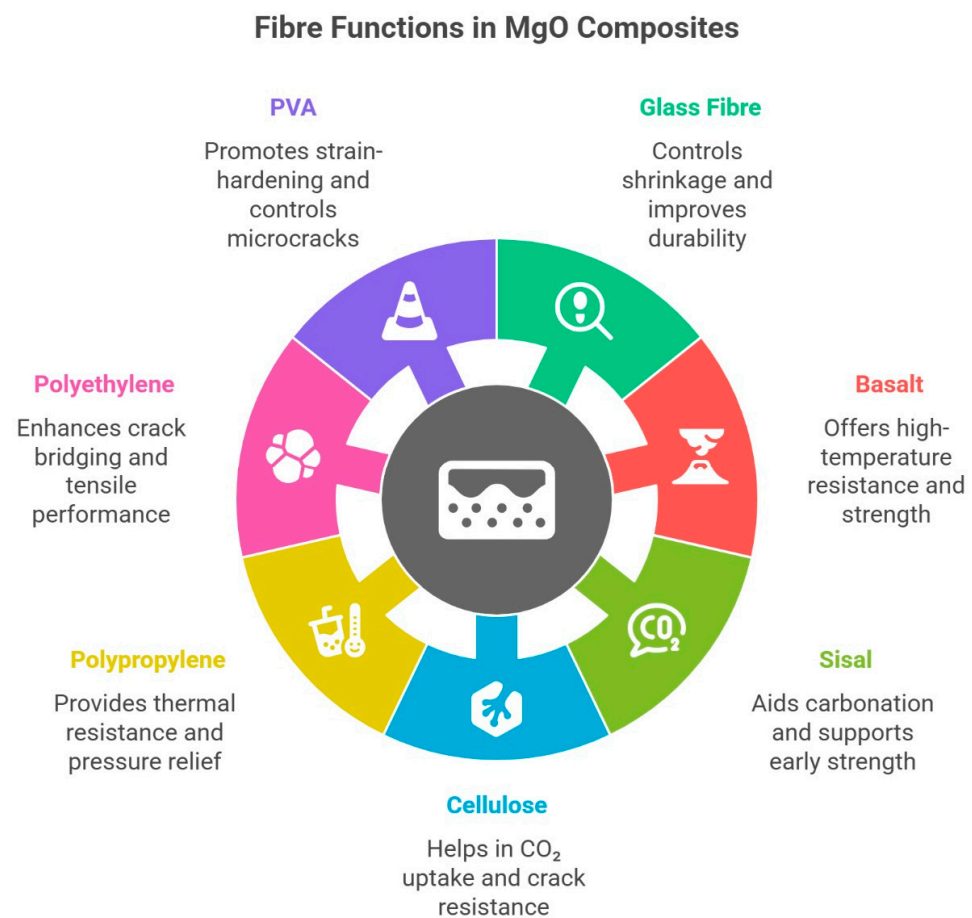 Fibre Functions in MgO Composites
PVA
Promotes strain-
hardening and
controls
microcracks
Glass Fibre
Controls
shrinkage and
improves
durability
Polyethylene
Enhances crack
bridging and
tensile
performance
Basalt
Offers high-
temperature
resistance and
strength
Polypropylene
Provides thermal
resistance and
pressure relief
CO₂
Sisal
Aids carbonation
and supports
early strength
Cellulose
Helps in CO₂
uptake and crack
resistance